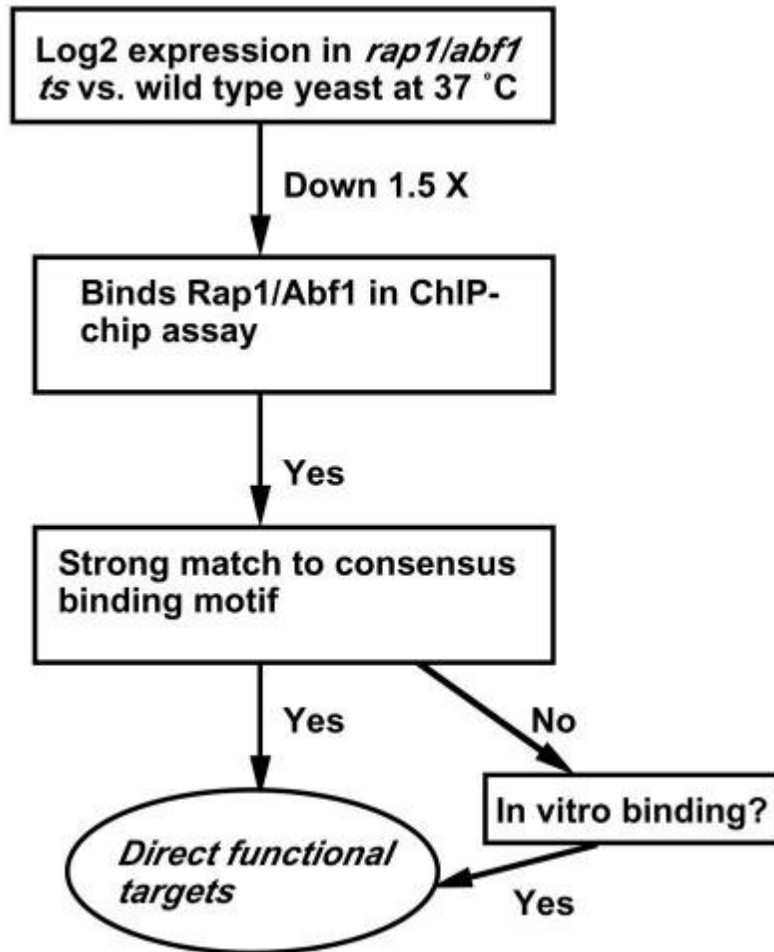 Log2 expression in rap1/abf1
ts vs. wild type yeast at 37 °C
Down 1.5 X
Binds Rap1/Abf1 in ChIP-
chip assay
Yes
Strong match to consensus
binding motif
Yes
No
In vitro binding?
Direct functional
targets
Yes